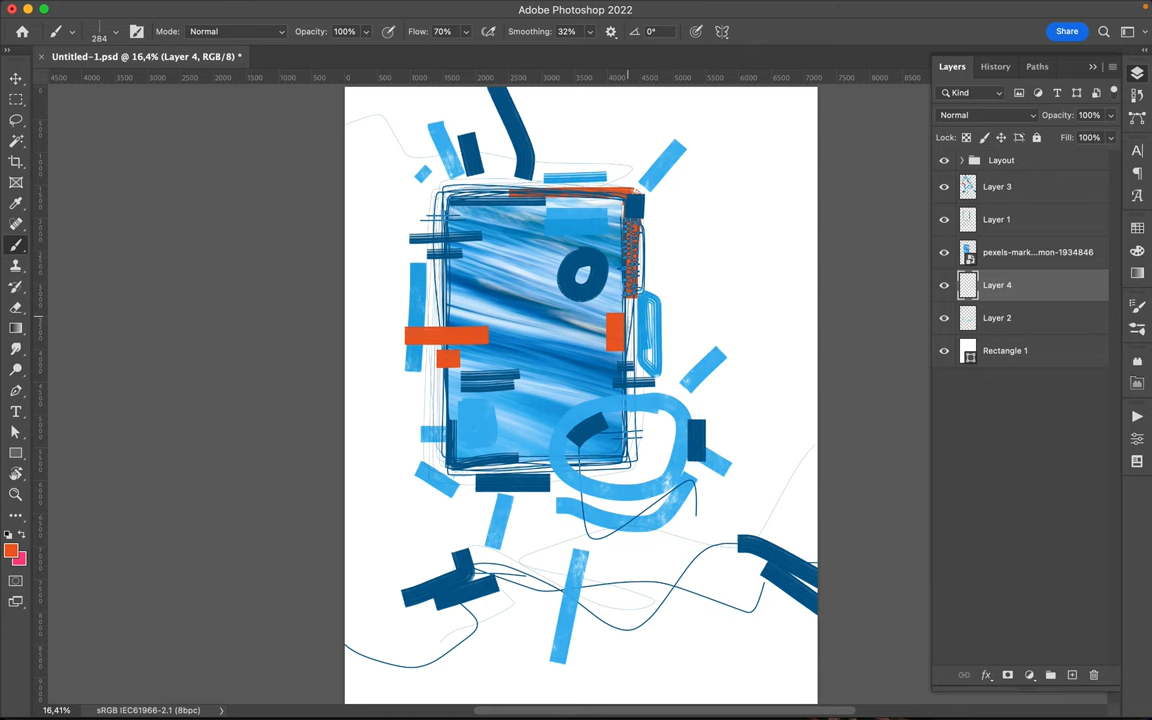 Adobe Photoshop 2022
284 Mode: Normal Opacity: 100% Flow: 70% Smoothing: 32% 0° Share
Untitled-1.psd @ 16,4% (Layer 4, RGB/8) *
4500 4000 3500 3000 2500 2000 1500 1000 500 0 500 1000 1500 2000 2500 3000 3500 4000 4500 5000 5500 6000 6500 7000 7500 8000 8500
Layers History Paths
Kind
Normal Opacity: 100%
Lock: Fill: 100%
Layout
Layer 3
Layer 1
pexels-mark...mon-1934846
Layer 4
Layer 2
Rectangle 1
16,41% sRGB IEC61966-2.1 (8bpc)